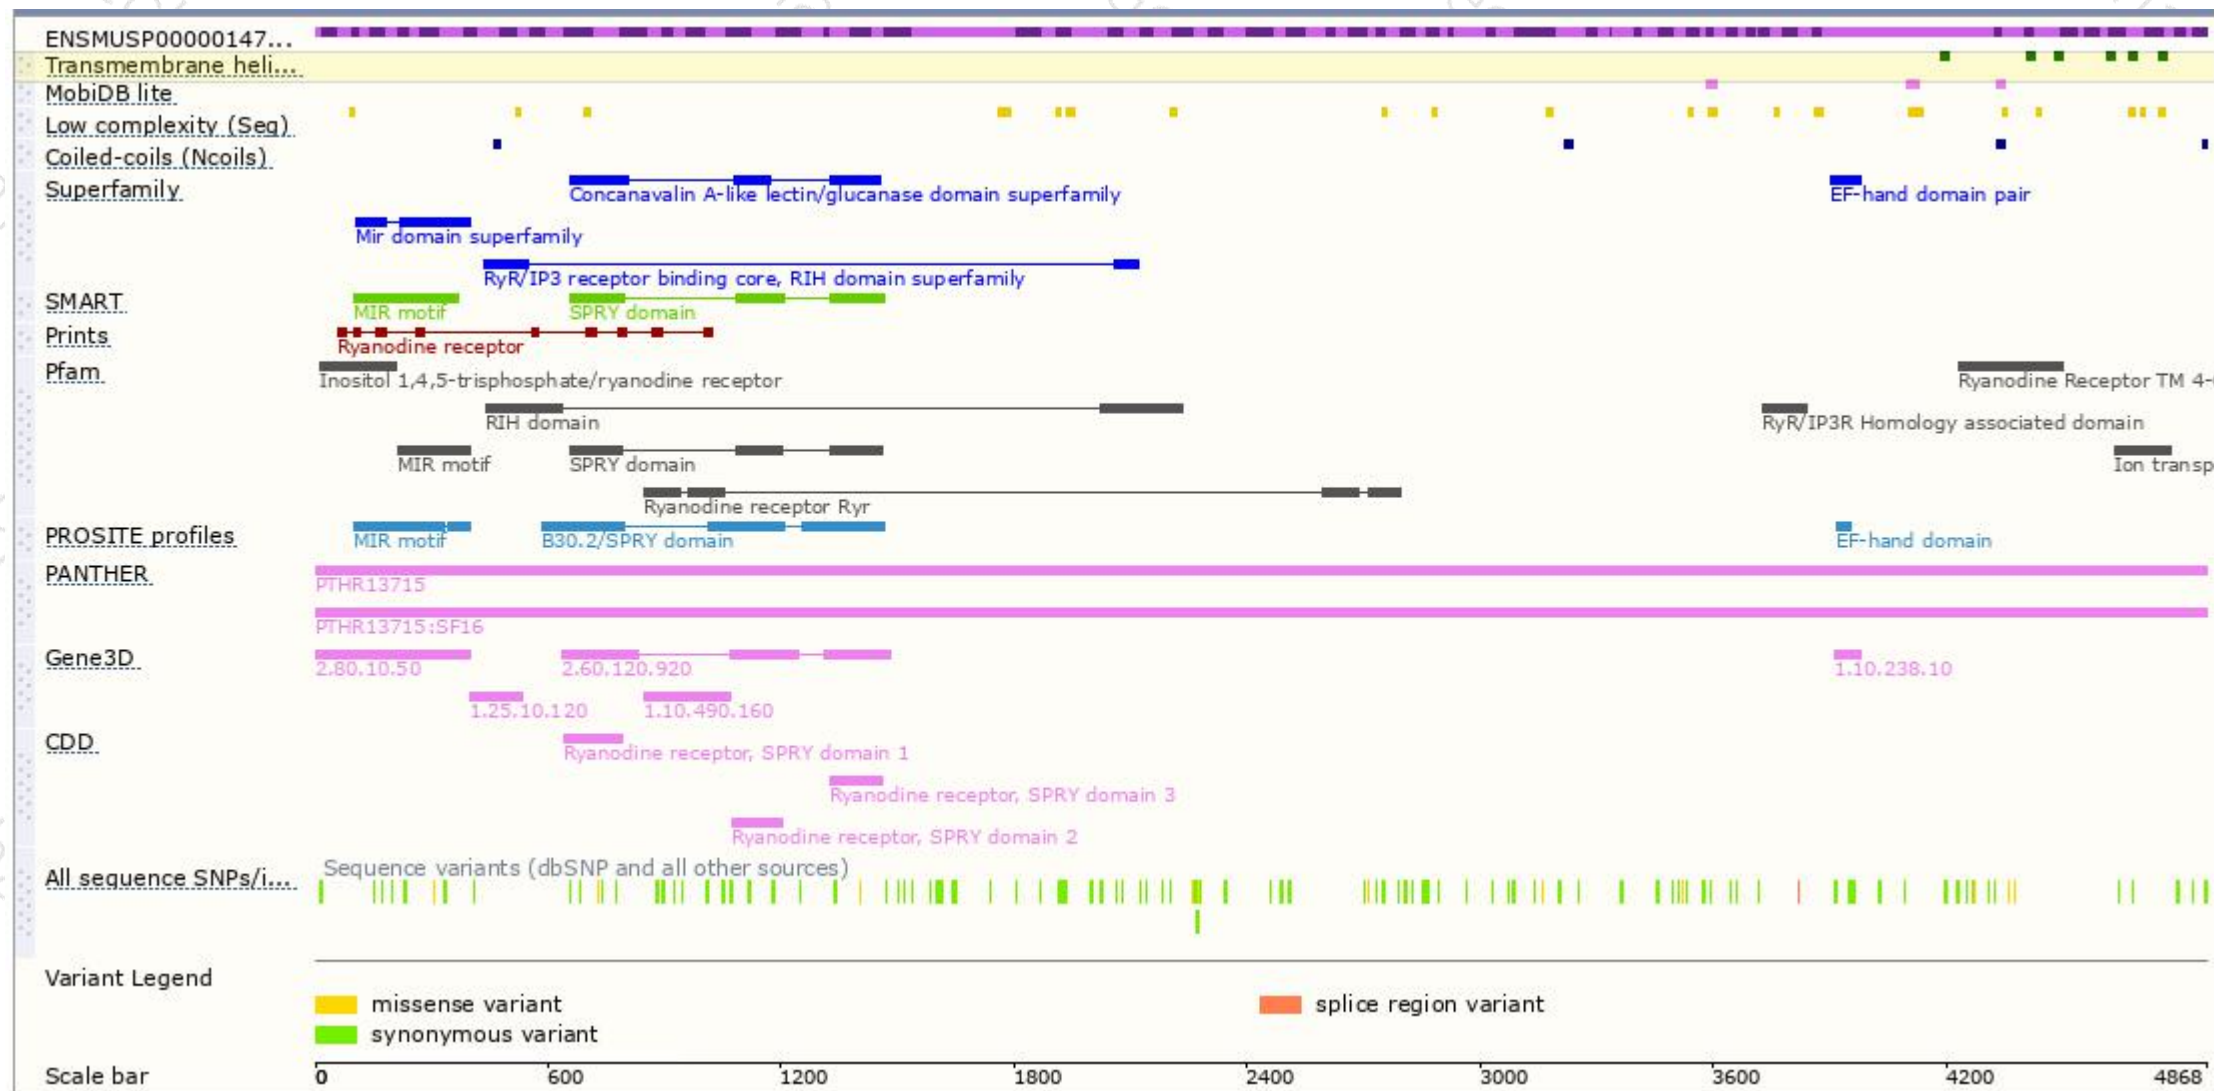 ENSMUSP00000147...
Transmembrane heli...
MobiDB lite
Low complexity (Seg)
Coiled-coils (Ncoils)
Superfamily
Concanavalin A-like lectin/glucanase domain superfamily
EF-hand domain pair
Mir domain superfamily
RyR/IP3 receptor binding core, RIH domain superfamily
SMART
MIR motif
SPRY domain
Prints
Ryanodine receptor
Pfam
Inositol 1,4,5-trisphosphate/ryanodine receptor
Ryanodine Receptor TM 4-
RIH domain
RyR/IP3R Homology associated domain
MIR motif
SPRY domain
Ion transp
Ryanodine receptor Ryr
PROSITE profiles
MIR motif
B30.2/SPRY domain
EF-hand domain
PANTHER
PTHR13715
PTHR13715:SF16
Gene3D
2.80.10.50
2.60.120.920
1.10.238.10
1.25.10.120
1.10.490.160
CDD
Ryanodine receptor, SPRY domain 1
Ryanodine receptor, SPRY domain 3
Ryanodine receptor, SPRY domain 2
All sequence SNPs/i...
Sequence variants (dbSNP and all other sources)
Variant Legend
missense variant
splice region variant
synonymous variant
Scale bar
0 600 1200 1800 2400 3000 3600 4200 4868